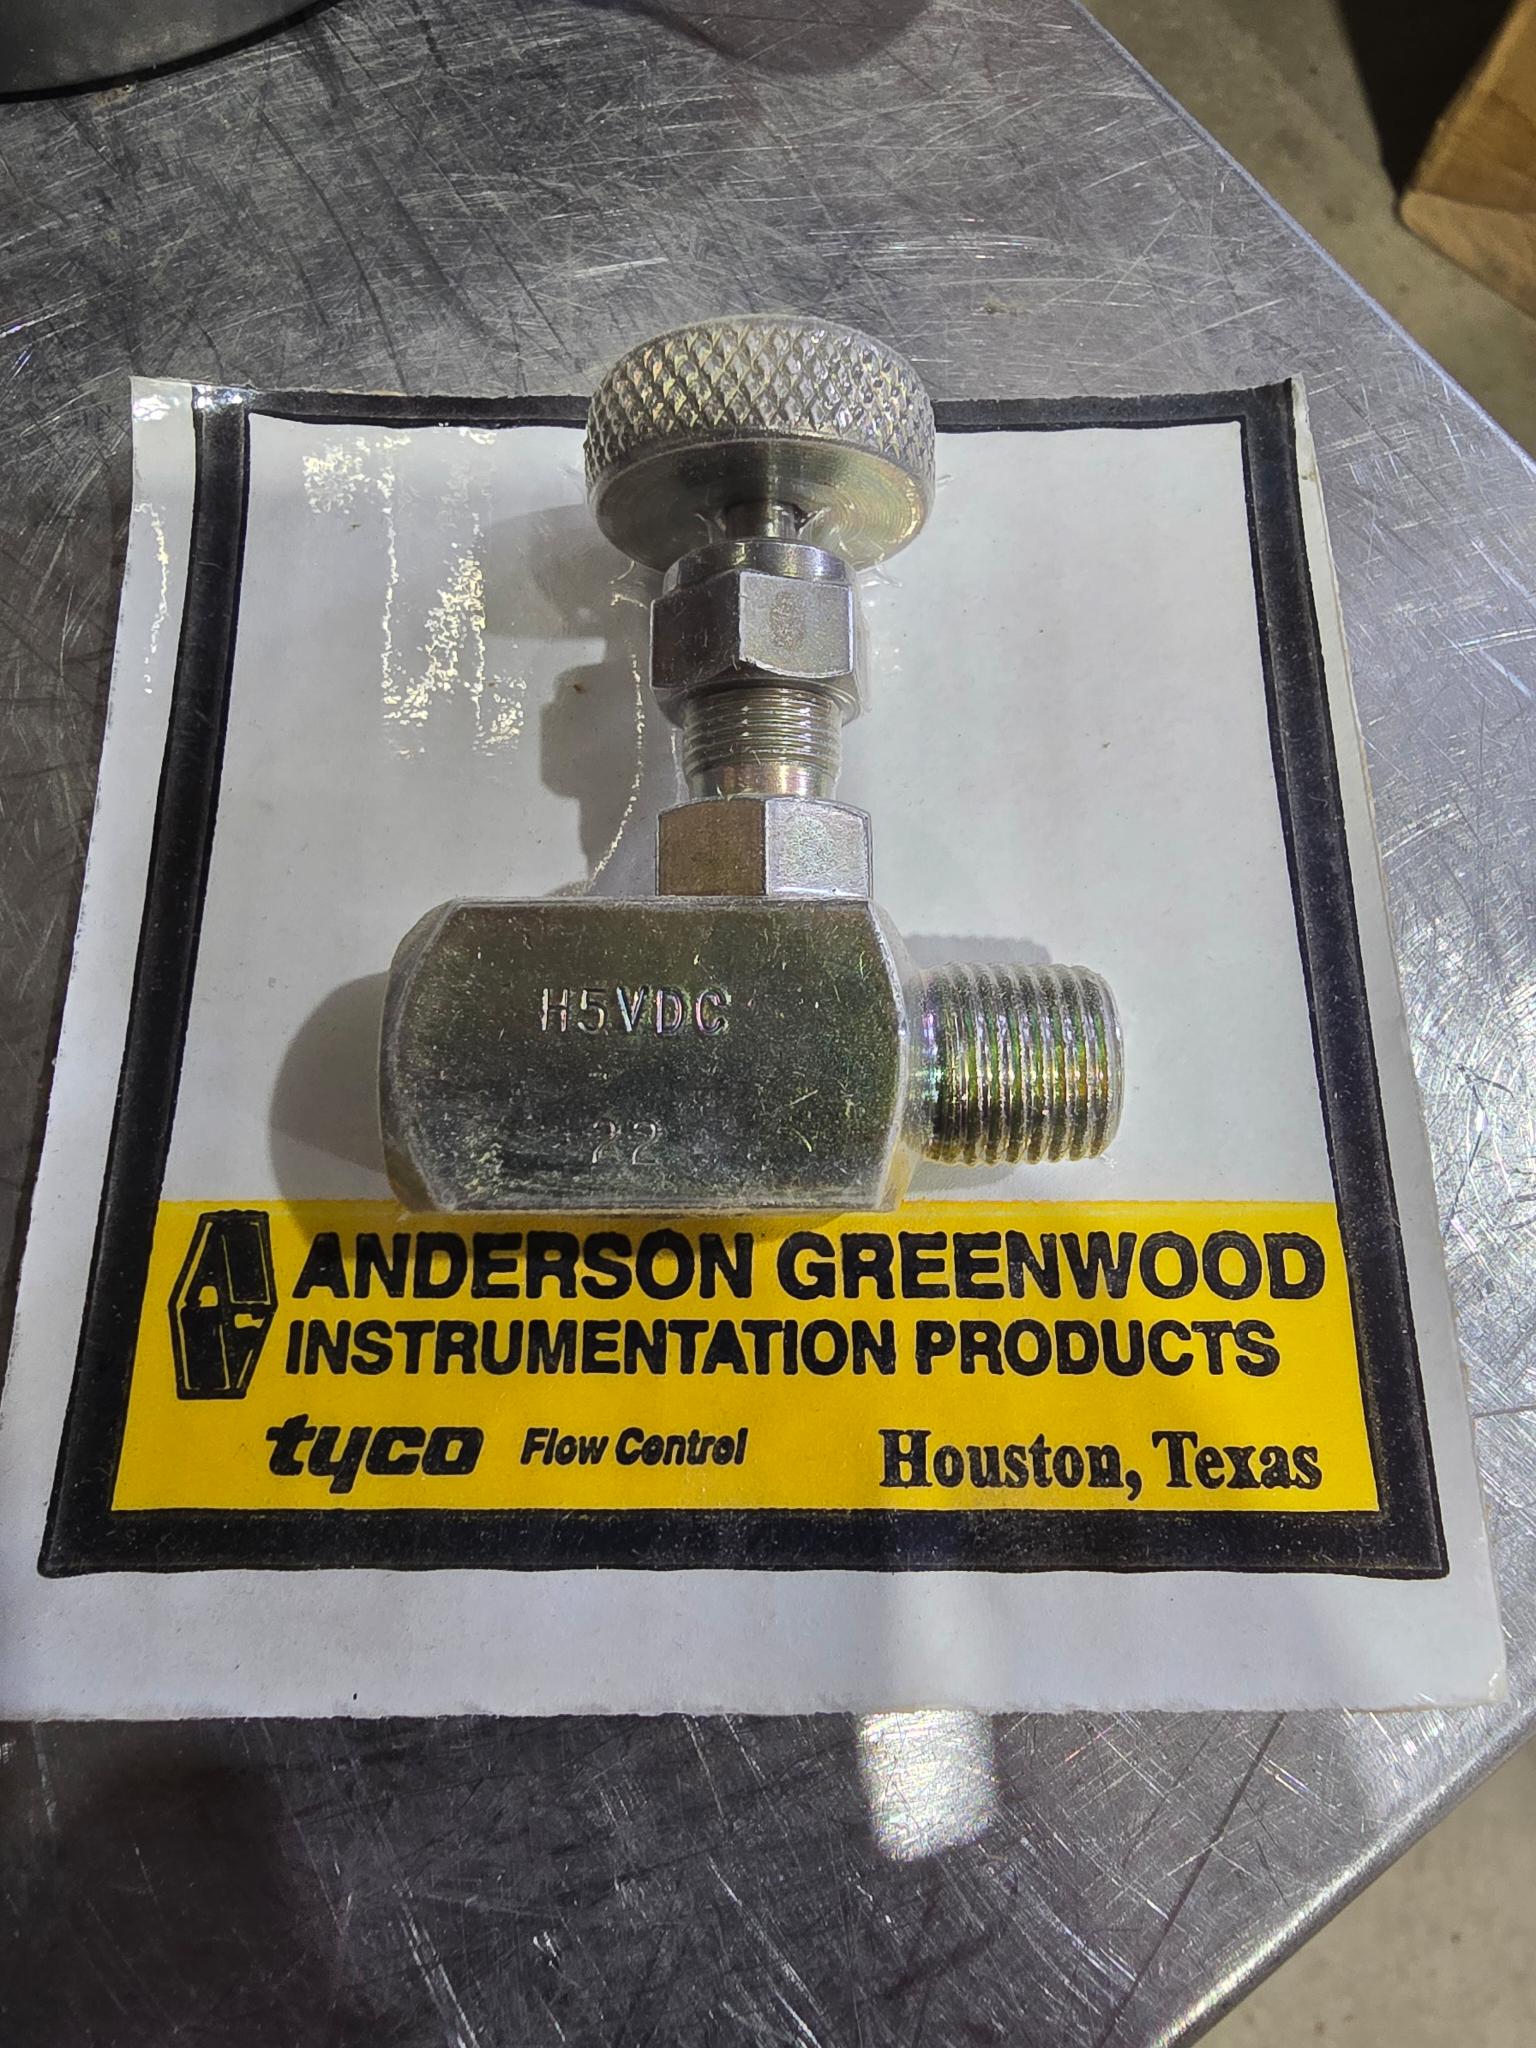 H5VDC
22
ANDERSON GREENWOOD
INSTRUMENTATION PRODUCTS
tyco Flow Control Houston, Texas